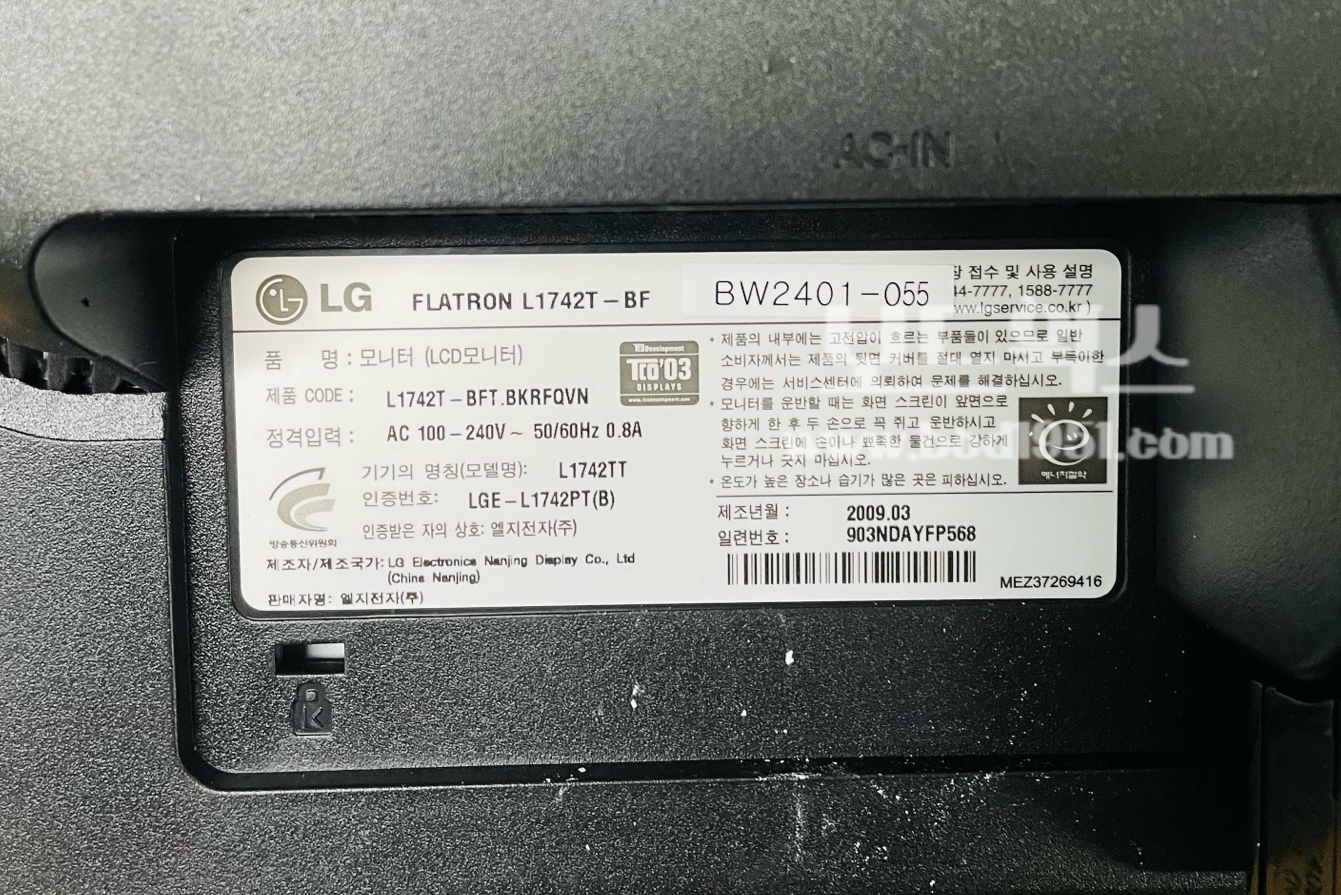 AC-IN
LG FLATRON L1742T-BF
BW2401-055
접수 및 사용 설명
44-7777, 1588-7777
www.lgservice.co.kr )
품 명 : 모니터 (LCD모니터)
제품 CODE : L1742T-BFT.BKRFQVN
정격입력 : AC 100-240V~ 50/60Hz 0.8A
TCO Development
TCO'03
DISPLAYS
www.tcodevelopment.com
기기의 명칭(모델명): L1742TT
인증번호: LGE-L1742PT(B)
인증받은 자의 상호: 엘지전자(주)
방송통신위원회
제조자/제조국가: LG Electronics Nanjing Display Co., Ltd
(China Nanjing)
판매자명: 엘지전자(주)
• 제품의 내부에는 고전압이 흐르는 부품들이 있으므로 일반
소비자께서는 제품의 뒷면 커버를 절대 열지 마시고 부득이한
경우에는 서비스센터에 의뢰하여 문제를 해결하십시오.
• 모니터를 운반할 때는 화면 스크린이 앞면으로
향하게 한 후 두 손으로 꼭 쥐고 운반하시고
화면 스크린에 손이나 뾰족한 물건으로 강하게
누르거나 긋지 마십시오.
• 온도가 높은 장소나 습기가 많은 곳은 피하십시오.
에너지절약
제조년월 : 2009.03
일련번호 : 903NDAYFP568
MEZ37269416
K